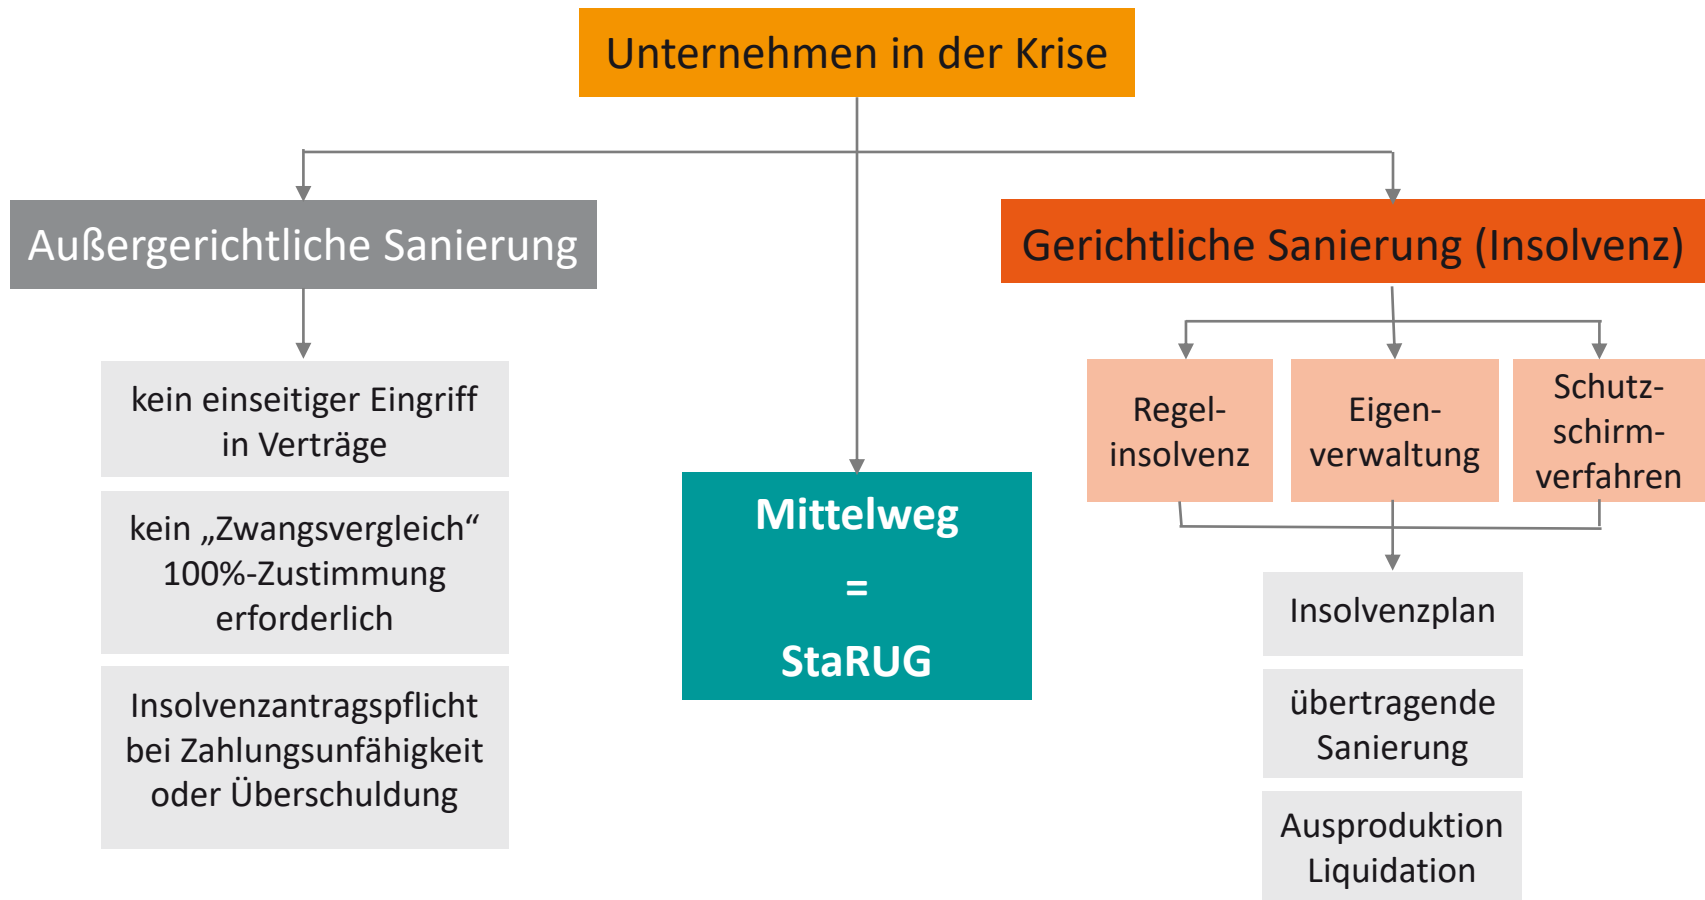 Unternehmen in der Krise
Außergerichtliche Sanierung
kein einseitiger Eingriff
in Verträge
kein „Zwangsvergleich“
100%-Zustimmung
erforderlich
Insolvenzantragspflicht
bei Zahlungsunfähigkeit
oder Überschuldung
Mittelweg
=
StaRUG
Gerichtliche Sanierung (Insolvenz)
Regel-
insolvenz
Eigen-
verwaltung
Schutz-
schirm-
verfahren
Insolvenzplan
übertragende
Sanierung
Ausproduktion
Liquidation